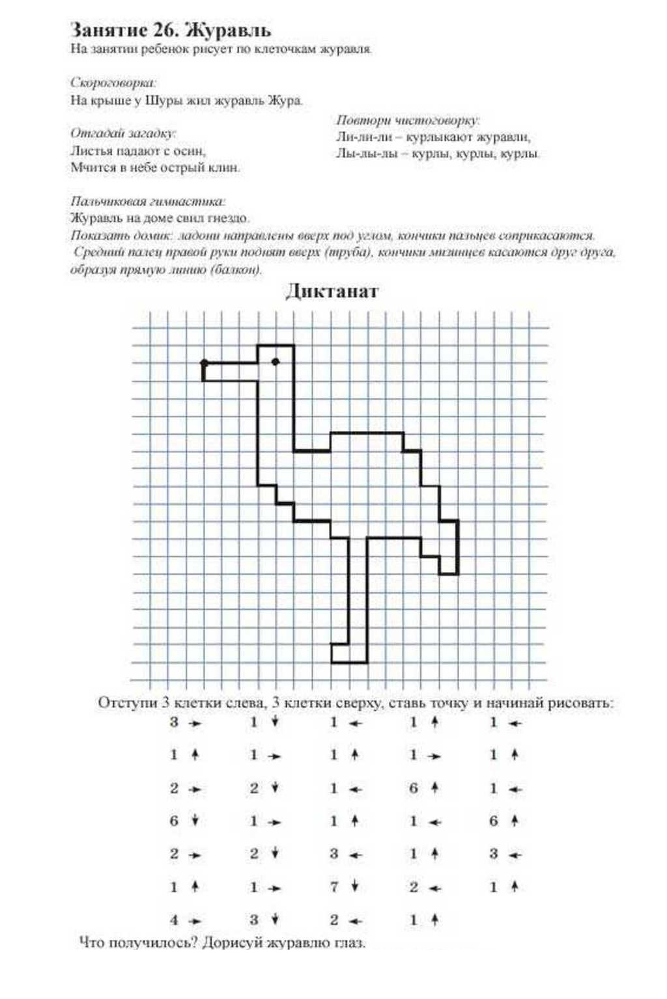 Занятие 26. Журавль
На занятии ребенок рисует по клеточкам журавля.
Скороговорка:
На крыше у Шуры жил журавль Жура.
Отгадай загадку:
Листья падают с осин,
Мчится в небе острый клин.
Повтори чистоговорку:
Ли-ли-ли – курлыкают журавли,
Лы-лы-лы – курлы, курлы, курлы.
Пальчиковая гимнастика:
Журавль на доме свил гнездо.
Показать домик: ладони направлены вверх под углом, кончики пальцев соприкасаются.
Средний палец правой руки поднят вверх (труба), кончики мизинцев касаются друг друга,
образуя прямую линию (балкон).
Диктанат
Отступи 3 клетки слева, 3 клетки сверху, ставь точку и начинай рисовать:
3 → 1 ↓ 1 ← 1 ↑ 1 ←
1 ↑ 1 → 1 ↑ 1 → 1 ↑
2 → 2 ↓ 1 ← 6 ↑ 1 ←
6 ↓ 1 → 1 ↑ 1 ← 6 ↑
2 → 2 ↓ 3 ← 1 ↑ 3 ←
1 ↑ 1 → 7 ↓ 2 ← 1 ↑
4 → 3 ↓ 2 ← 1 ↑
Что получилось? Дорисуй журавлю глаз.